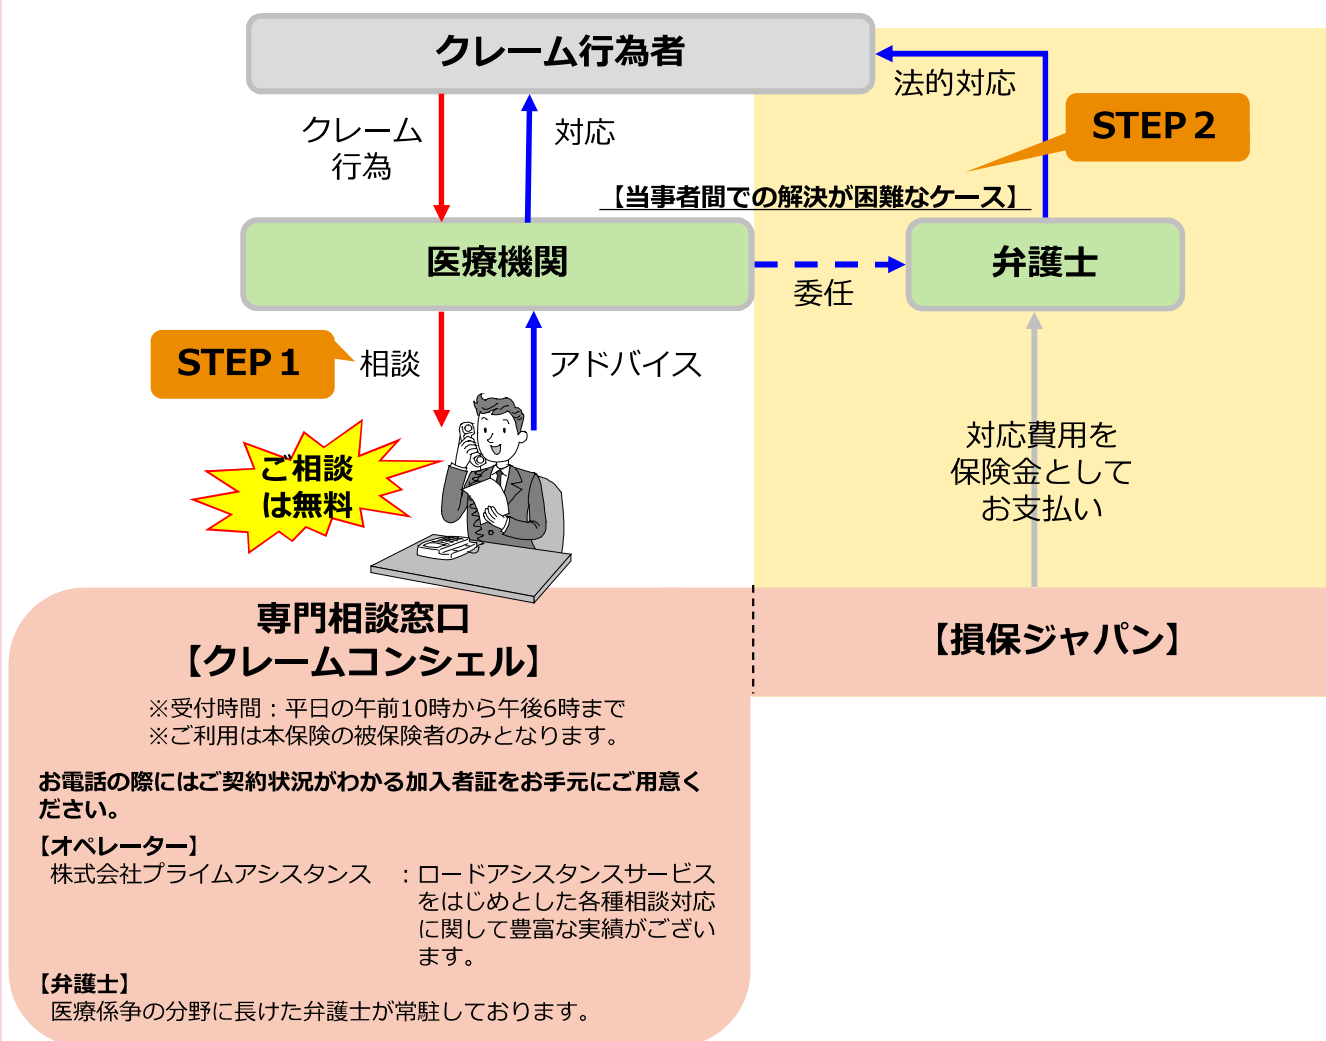 クレーム行為者
法的対応
STEP２
クレーム
行為
対応
【当事者間での解決が困難なケース】
医療機関
弁護士
委任
STEP１
相談
アドバイス
ご相談
は無料
対応費用を
保険金として
お支払い
専門相談窓口
【クレームコンシェル】
【損保ジャパン】
※受付時間：平日の午前10時から午後6時まで
※ご利用は本保険の被保険者のみとなります。
お電話の際にはご契約状況がわかる加入者証をお手元にご用意く
ださい。
【オペレーター】
株式会社プライムアシスタンス ：ロードアシスタンスサービス
をはじめとした各種相談対応
に関して豊富な実績がござい
ます。
【弁護士】
医療係争の分野に長けた弁護士が常駐しております。